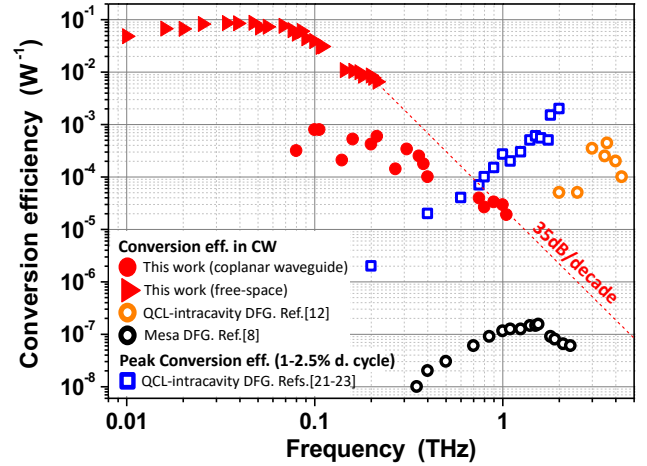 10⁰
10⁻¹
10⁻²
10⁻³
10⁻⁴
10⁻⁵
10⁻⁶
10⁻⁷
10⁻⁸
Conversion efficiency (W⁻¹)
35dB/decade
Conversion eff. in CW
This work (coplanar waveguide)
This work (free-space)
QCL-intracavity DFG. Ref.[12]
Mesa DFG. Ref.[8]
Peak Conversion eff. (1-2.5% d. cycle)
QCL-intracavity DFG. Refs.[21-23]
0.01 0.1 1
Frequency (THz)